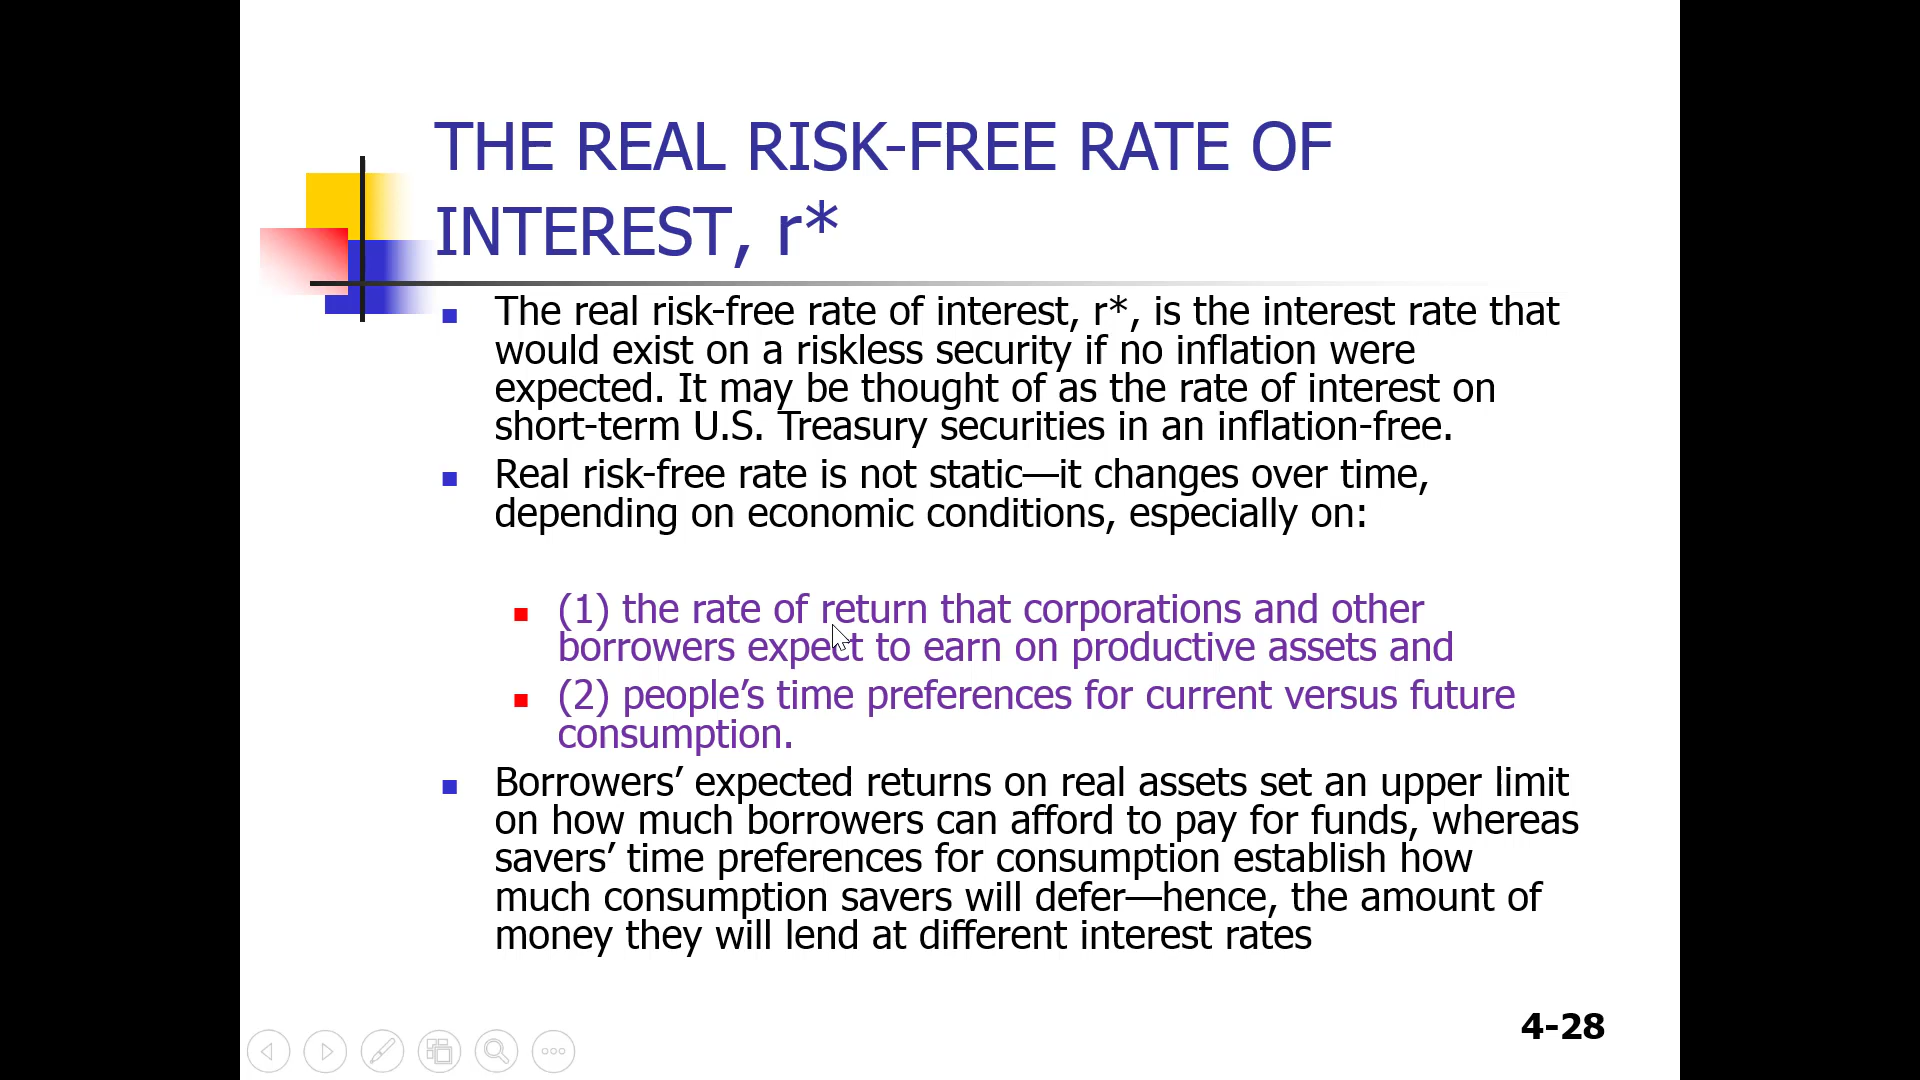 THE REAL RISK-FREE RATE OF
INTEREST, r*
The real risk-free rate of interest, r*, is the interest rate that
would exist on a riskless security if no inflation were
expected. It may be thought of as the rate of interest on
short-term U.S. Treasury securities in an inflation-free.
Real risk-free rate is not static—it changes over time,
depending on economic conditions, especially on:
(1) the rate of return that corporations and other
borrowers expect to earn on productive assets and
(2) people’s time preferences for current versus future
consumption.
Borrowers’ expected returns on real assets set an upper limit
on how much borrowers can afford to pay for funds, whereas
savers’ time preferences for consumption establish how
much consumption savers will defer—hence, the amount of
money they will lend at different interest rates
4-28